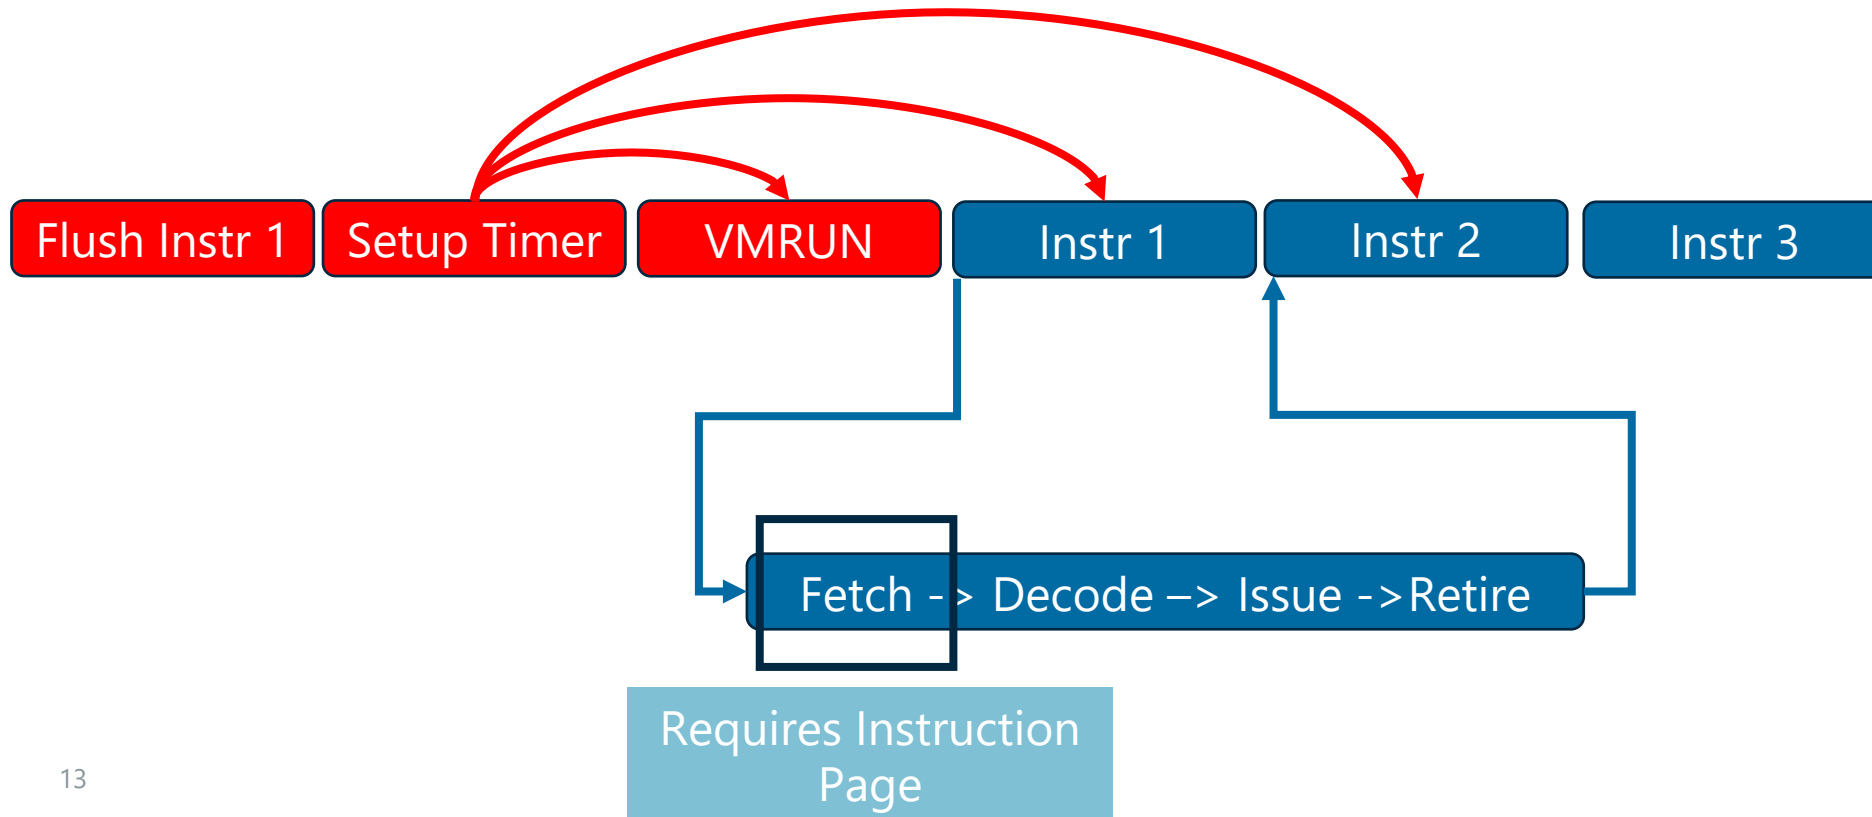 Flush Instr 1
Setup Timer
VMRUN
Instr 1
Instr 2
Instr 3
Fetch -> Decode –> Issue ->Retire
Requires Instruction
Page
13